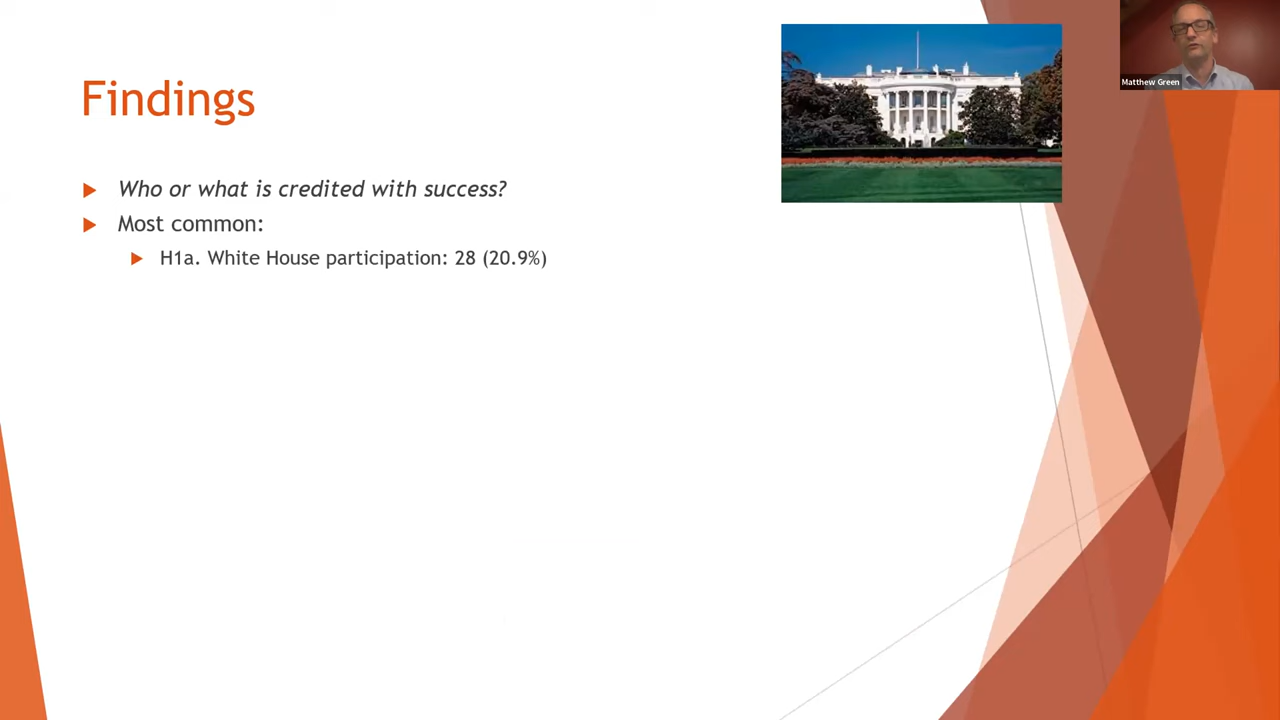 Findings
Who or what is credited with success?
Most common:
H1a. White House participation: 28 (20.9%)
Matthew Green